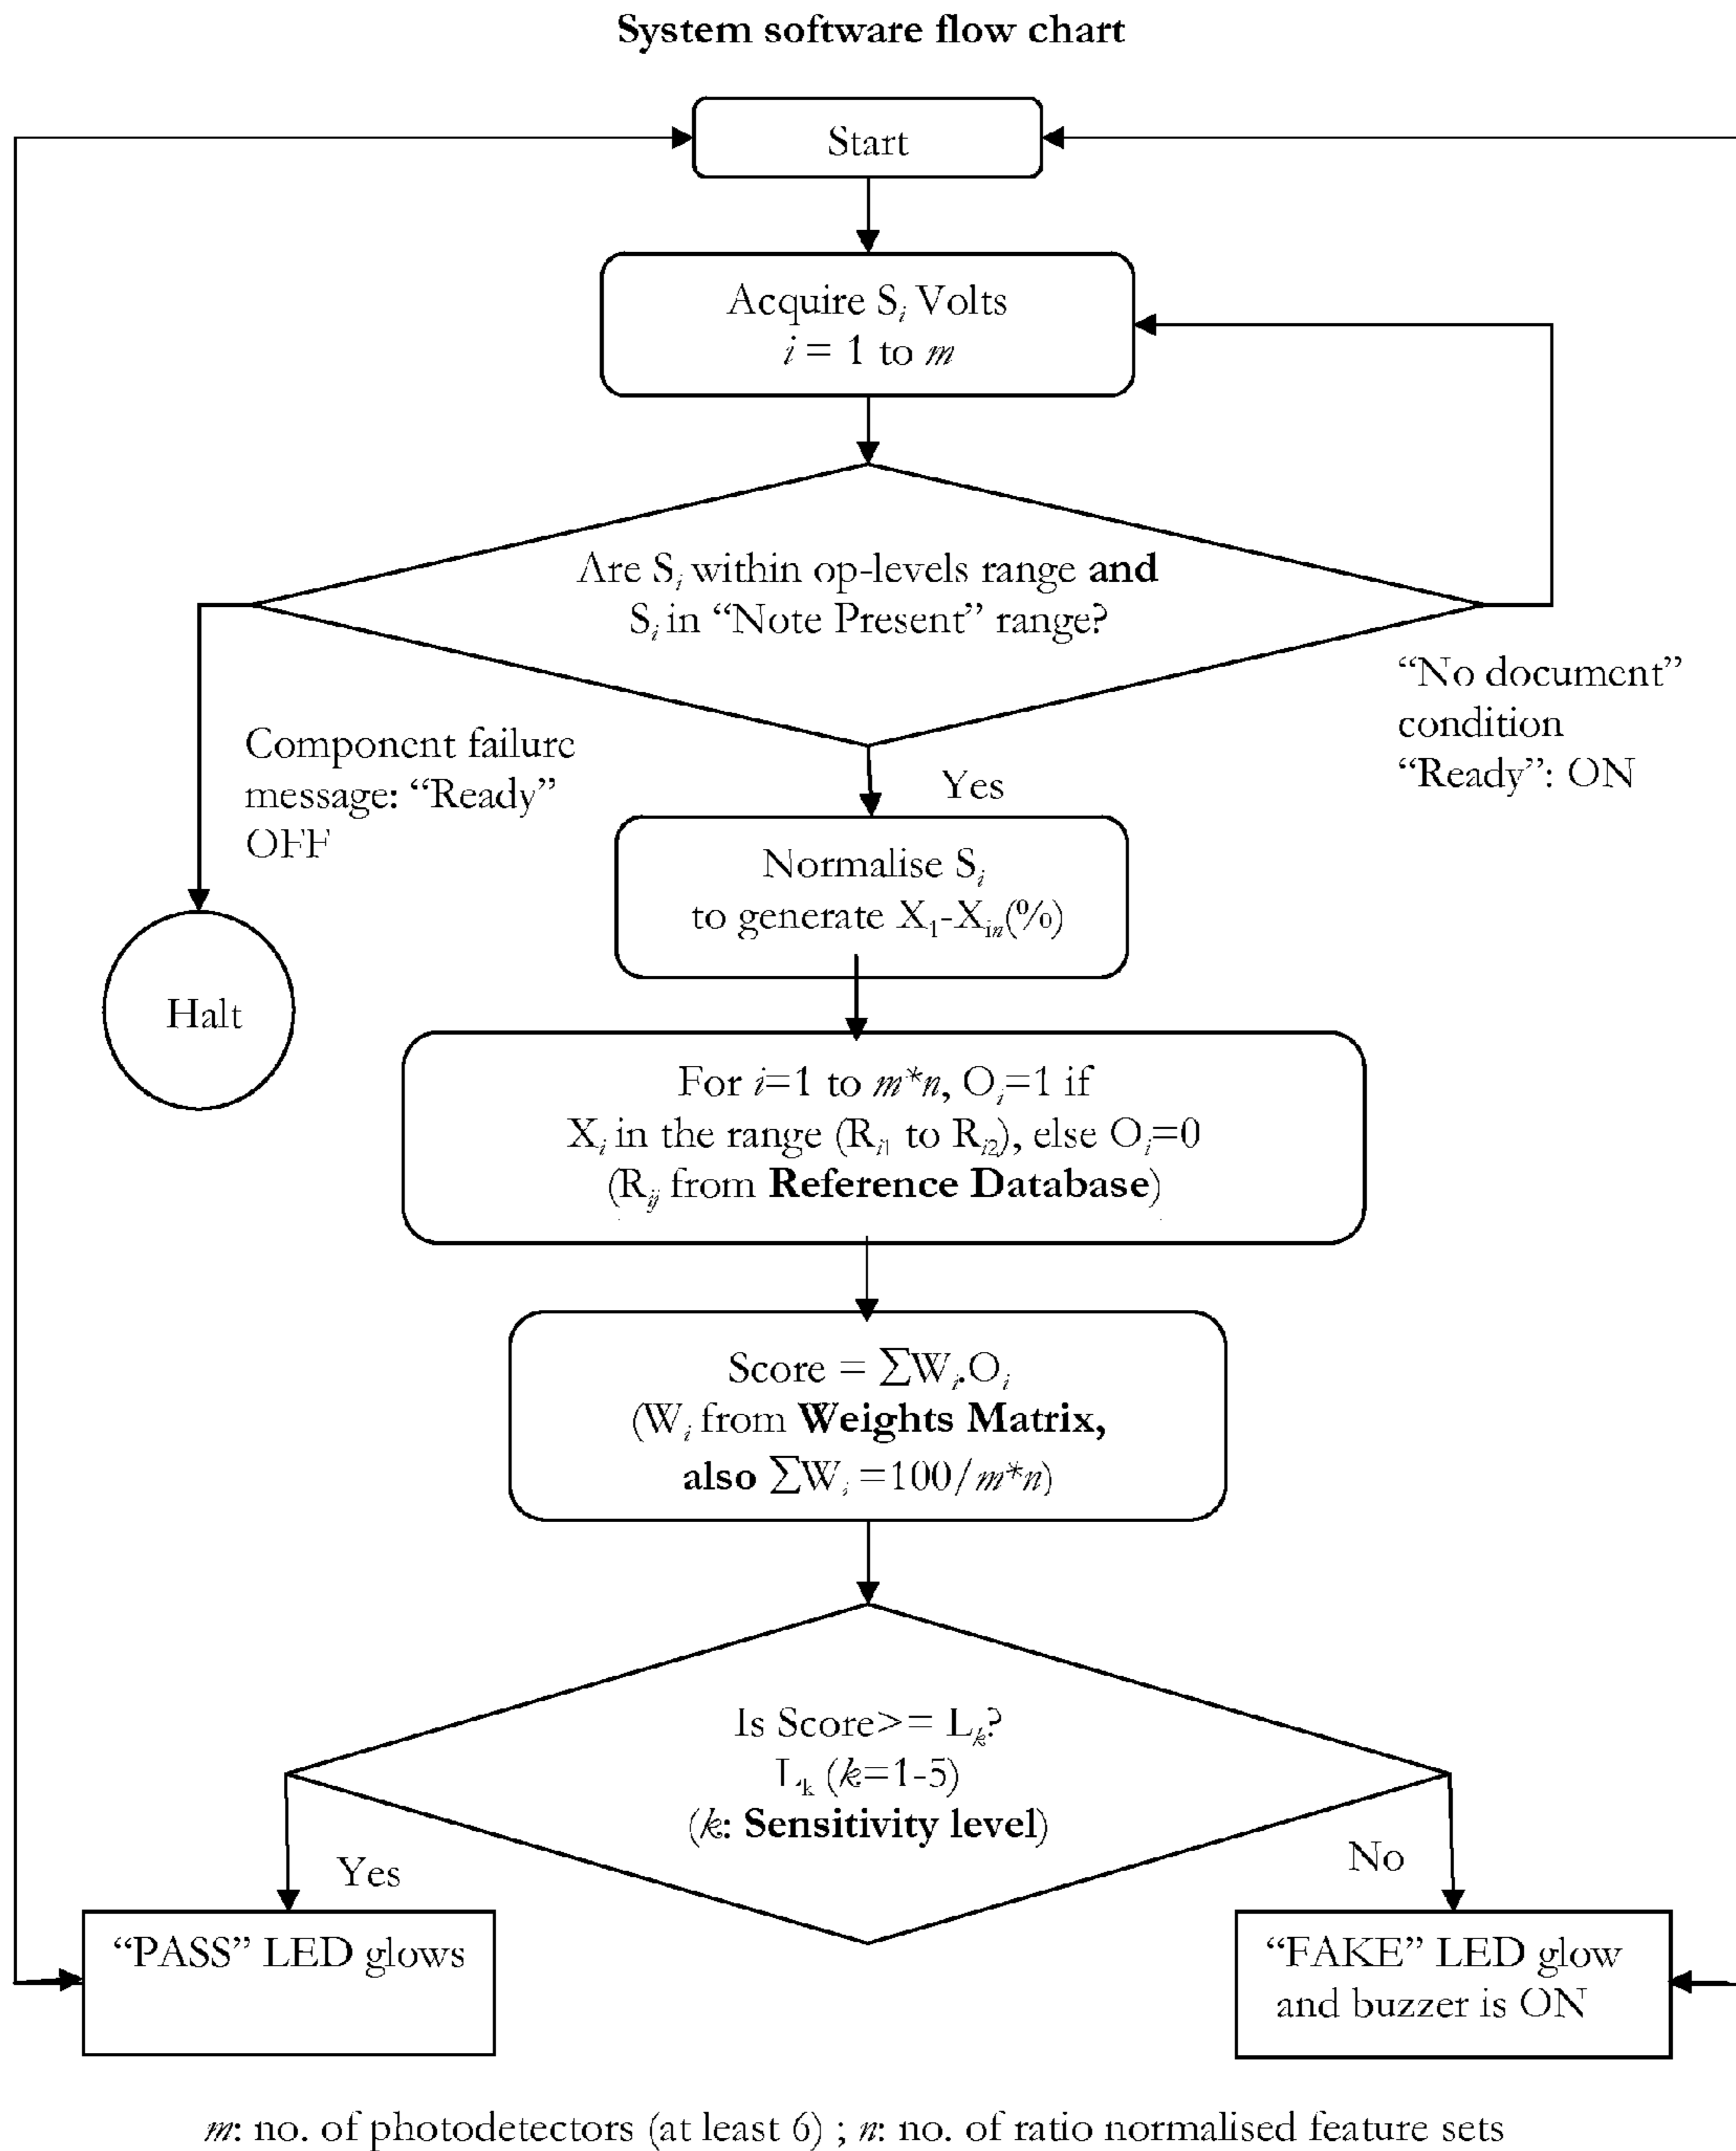 System software flow chart
Start
Acquire Sᵢ Volts
i = 1 to m
Are Sᵢ within op-levels range and
Sᵢ in “Note Present” range?
“No document”
condition
“Ready”: ON
Component failure
message: “Ready”
OFF
Yes
Halt
Normalise Sᵢ
to generate X₁-Xᵢₙ(%)
For i=1 to m*n, Oᵢ=1 if
Xᵢ in the range (Rᵢ₁ to Rᵢ₂), else Oᵢ=0
(Rᵢⱼ from Reference Database)
Score = ∑Wᵢ.Oᵢ
(Wᵢ from Weights Matrix,
also ∑Wᵢ =100/m*n)
Is Score>= Lₖ?
Lₖ (k=1-5)
(k: Sensitivity level)
Yes
No
“PASS” LED glows
“FAKE” LED glow
and buzzer is ON
m: no. of photodetectors (at least 6) ; n: no. of ratio normalised feature sets